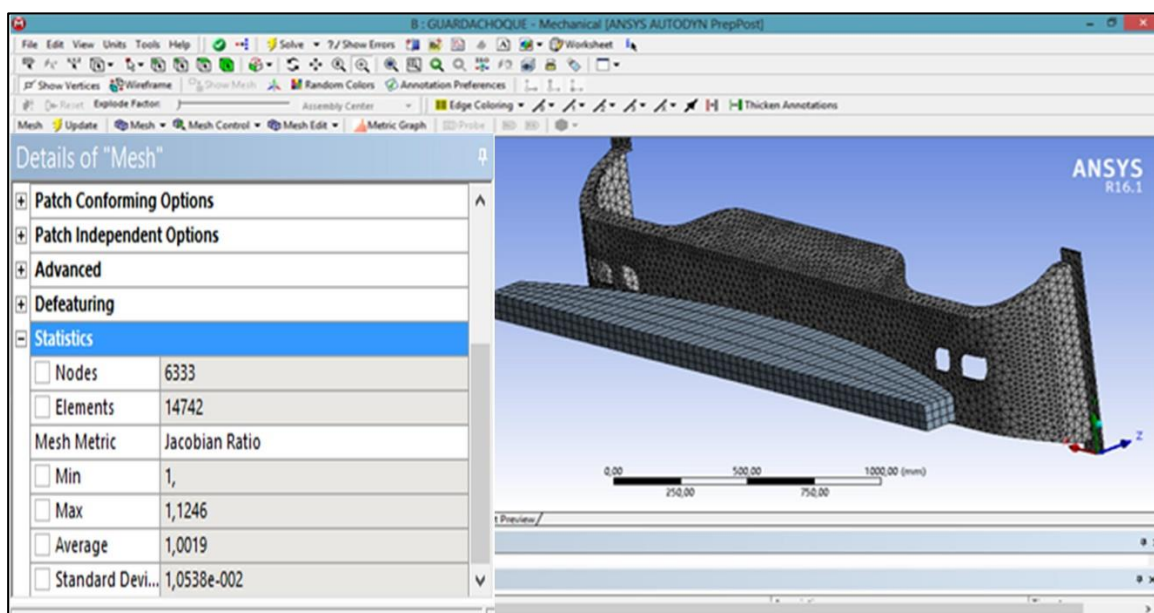 B : GUARDACHOQUE - Mechanical [ANSYS AUTODYN PrepPost]
File Edit View Units Tools Help Solve ?/ Show Errors Worksheet
Show Vertices Wireframe Show Mesh Random Colors Annotation Preferences
Reset Explode Factor: Assembly Center Edge Coloring Thicken Annotations
Mesh Update Mesh Mesh Control Mesh Edit Metric Graph Probe
Details of "Mesh"
Patch Conforming Options
Patch Independent Options
Advanced
Defeaturing
Statistics
Nodes 6333
Elements 14742
Mesh Metric Jacobian Ratio
Min 1,
Max 1,1246
Average 1,0019
Standard Devi... 1,0538e-002
ANSYS
R16.1
Z
0,00 500,00 1000,00 (mm)
250,00 750,00
t Preview